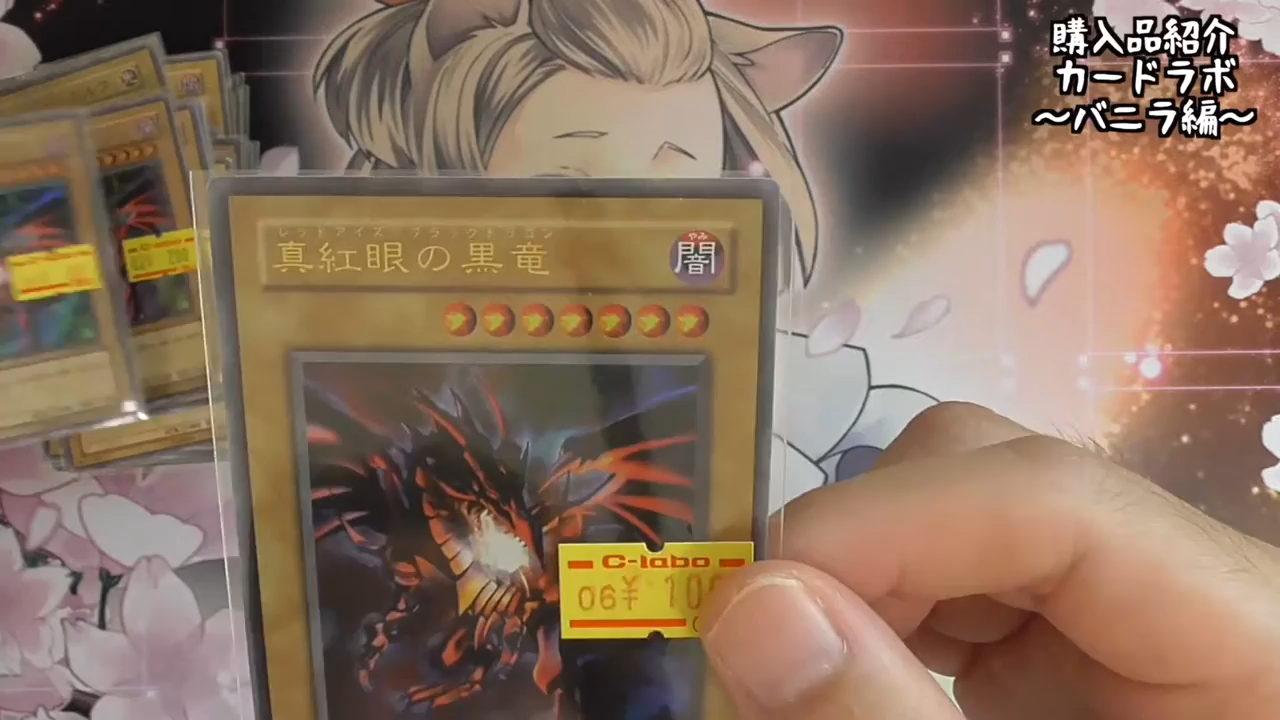 購入品紹介
カードラボ
～バニラ編～
レッドアイズ ブラックドラゴン
真紅眼の黒竜
やみ
闇
C-labo
06¥ 100